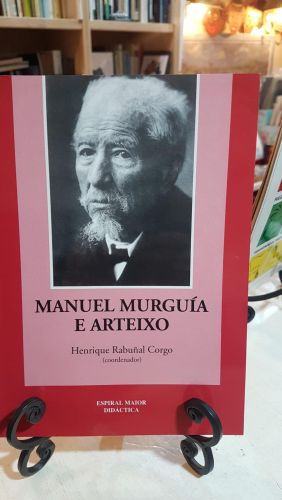 MANUEL MURGUÍA
E ARTEIXO
Henrique Rabuñal Corgo
(coordenador)
ESPIRAL MAIOR
DIDÁCTICA